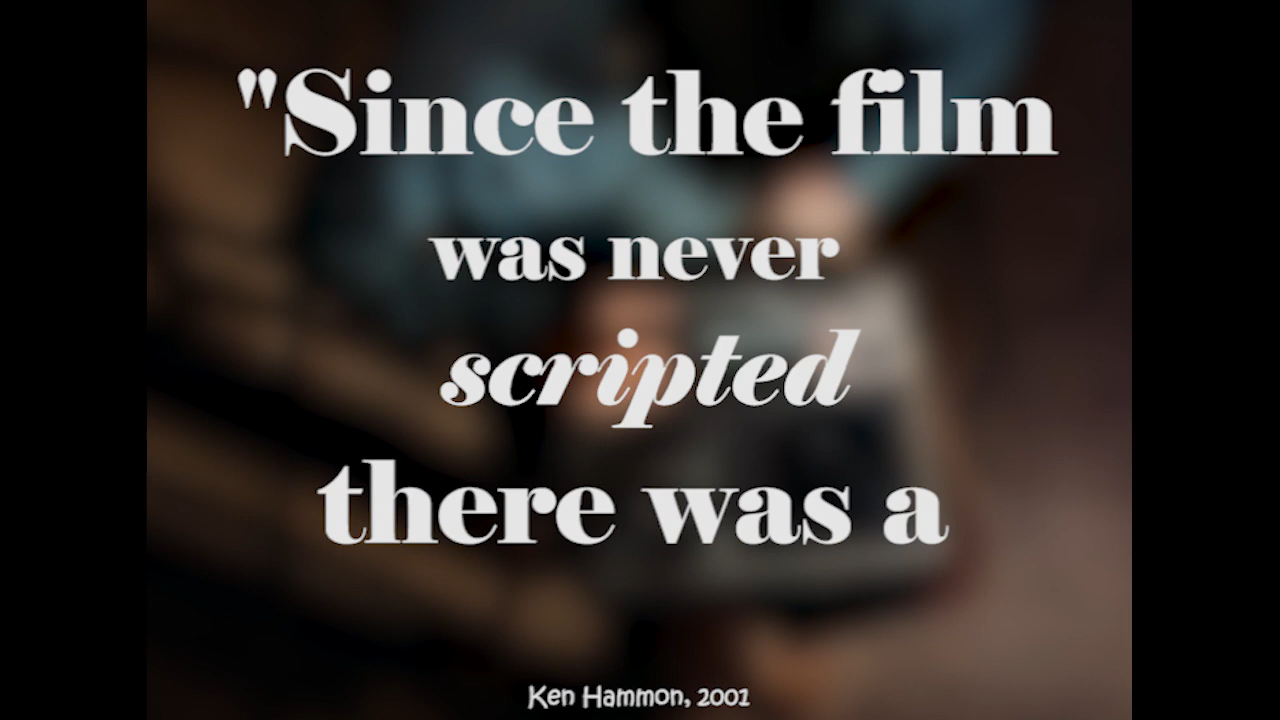 "Since the film
was never
scripted
there was a
Ken Hammon, 2001